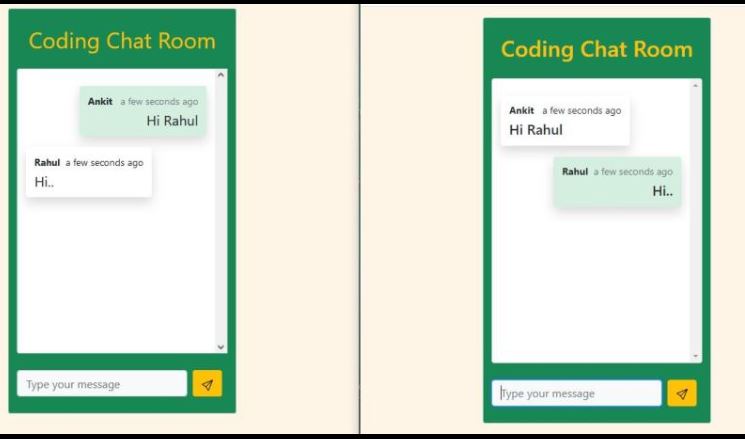 Coding Chat Room
Ankit a few seconds ago
Hi Rahul
Rahul a few seconds ago
Hi..
Type your message
Coding Chat Room
Ankit a few seconds ago
Hi Rahul
Rahul a few seconds ago
Hi..
Type your message